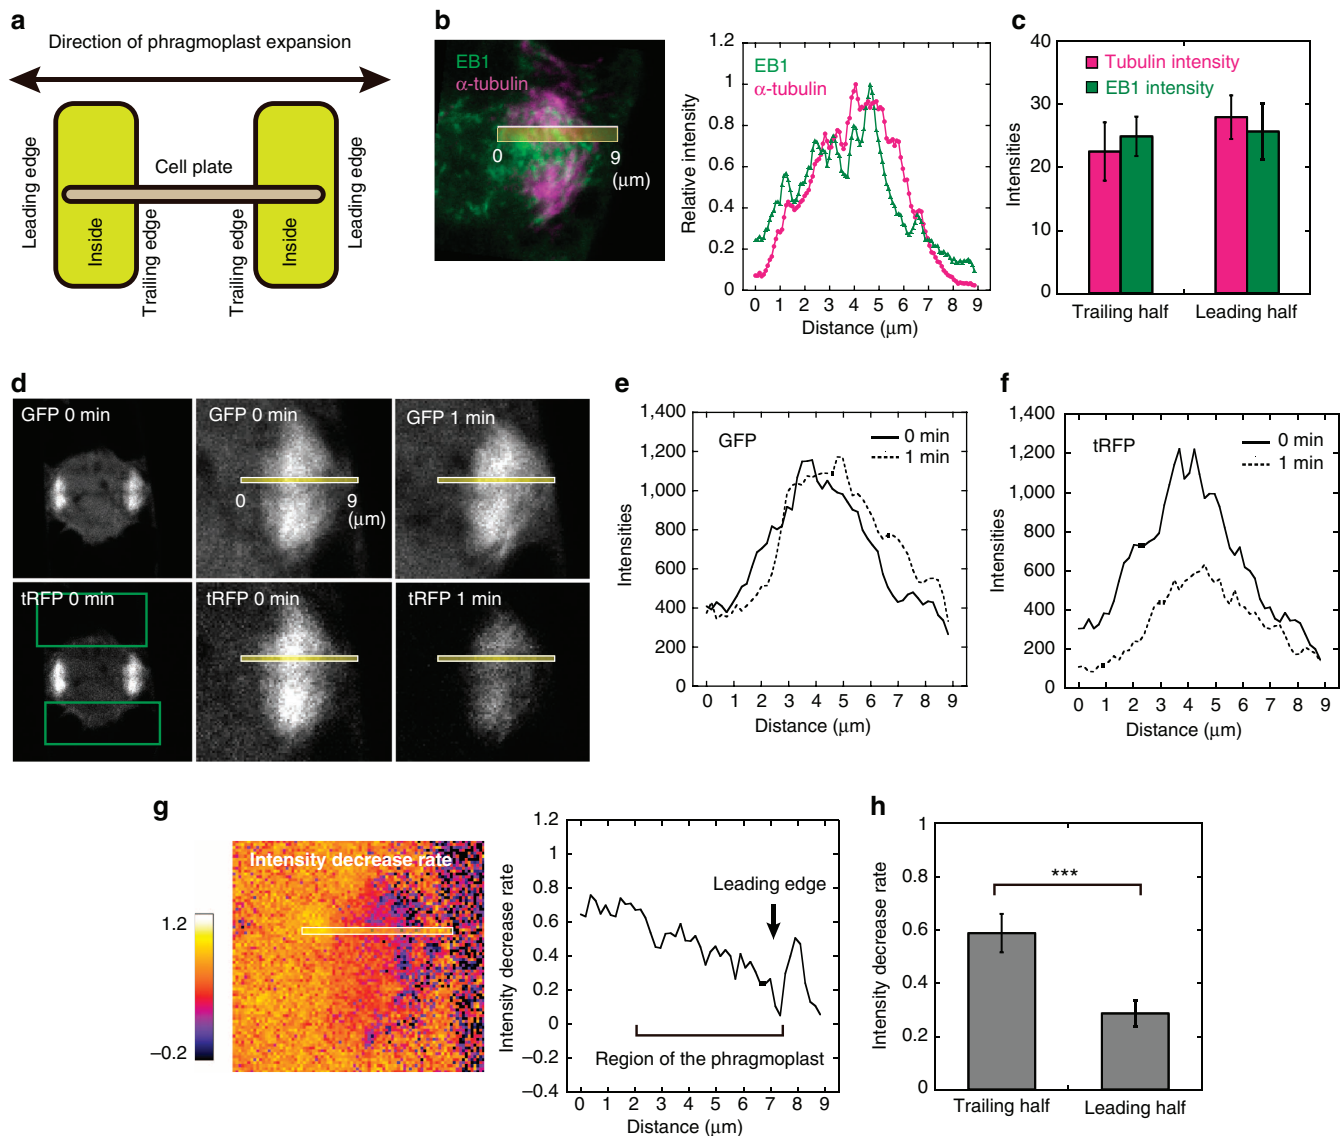 a
Direction of phragmoplast expansion
Leading edge
Inside
Trailing edge
Cell plate
Trailing edge
Inside
Leading edge
b
EB1
α-tubulin
0
9
(μm)
EB1
α-tubulin
Relative intensity
1.2
1
0.8
0.6
0.4
0.2
0
0 1 2 3 4 5 6 7 8 9
Distance (μm)
c
Tubulin intensity
EB1 intensity
Intensities
40
30
20
10
0
Trailing half Leading half
d
GFP 0 min
GFP 0 min
0
9
(μm)
GFP 1 min
tRFP 0 min
tRFP 0 min
tRFP 1 min
e
GFP
0 min
1 min
Intensities
1,400
1,200
1,000
800
600
400
200
0
0 1 2 3 4 5 6 7 8 9
Distance (μm)
f
tRFP
0 min
1 min
Intensities
1,400
1,200
1,000
800
600
400
200
0
0 1 2 3 4 5 6 7 8 9
Distance (μm)
g
Intensity decrease rate
1.2
−0.2
Intensity decrease rate
1.2
1
0.8
0.6
0.4
0.2
0
−0.2
−0.4
Leading edge
Region of the phragmoplast
0 1 2 3 4 5 6 7 8 9
Distance (μm)
h
Intensity decrease rate
1
0.8
0.6
0.4
0.2
0
***
Trailing half Leading half